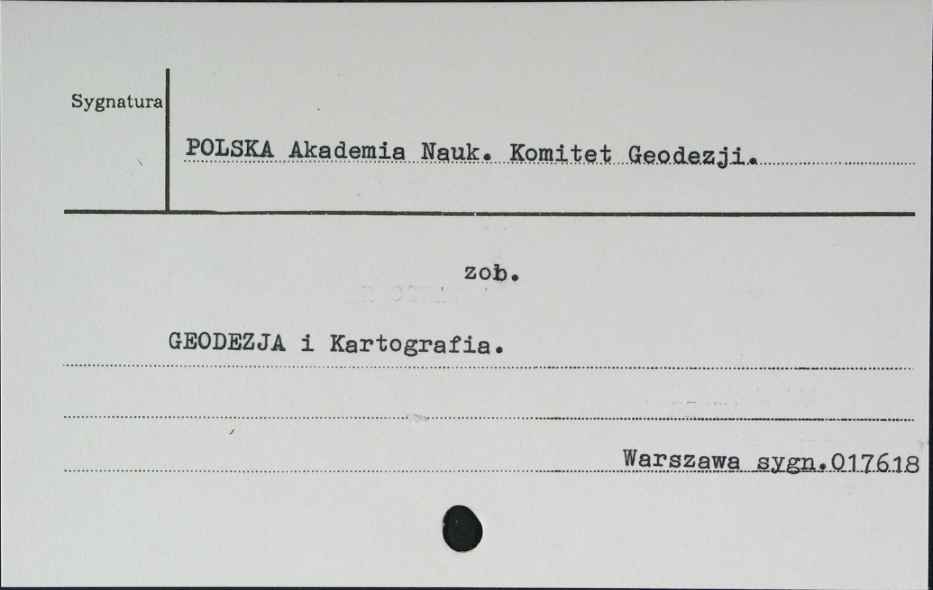 Sygnatura
POLSKA Akademia Nauk. Komitet Geodezji.
zob.
GEODEZJA i Kartografia.
Warszawa sygn.017618